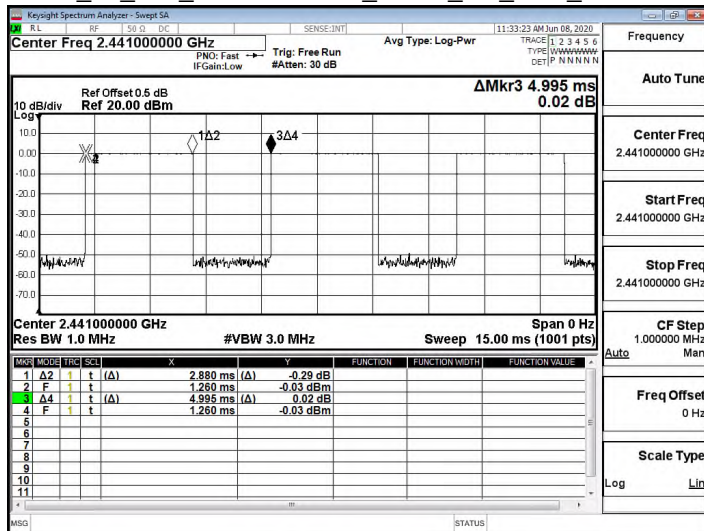 Keysight Spectrum Analyzer - Swept SA
RL RF 50 Ω DC SENSE:INT 11:33:23 AM Jun 08, 2020
Center Freq 2.441000000 GHz
PNO: Fast
IFGain:Low
Trig: Free Run
#Atten: 30 dB
Avg Type: Log-Pwr
TRACE 1 2 3 4 5 6
TYPE WWWWWW
DET P N N N N N
ΔMkr3 4.995 ms
0.02 dB
Ref Offset 0.5 dB
10 dB/div Ref 20.00 dBm
Log
10.0
0.00
-10.0
-20.0
-30.0
-40.0
-50.0
-60.0
-70.0
1Δ2
3Δ4
Center 2.441000000 GHz Span 0 Hz
Res BW 1.0 MHz #VBW 3.0 MHz Sweep 15.00 ms (1001 pts)
MKR MODE TRC SCL X Y FUNCTION FUNCTION WIDTH FUNCTION VALUE
1 Δ2 1 t (Δ) 2.880 ms (Δ) -0.29 dB
2 F 1 t 1.260 ms -0.03 dBm
3 Δ4 1 t (Δ) 4.995 ms (Δ) 0.02 dB
4 F 1 t 1.260 ms -0.03 dBm
5
6
7
8
9
10
11
MSG STATUS
Frequency
Auto Tune
Center Freq
2.441000000 GHz
Start Freq
2.441000000 GHz
Stop Freq
2.441000000 GHz
CF Step
1.000000 MHz
Auto Man
Freq Offset
0 Hz
Scale Type
Log Lin